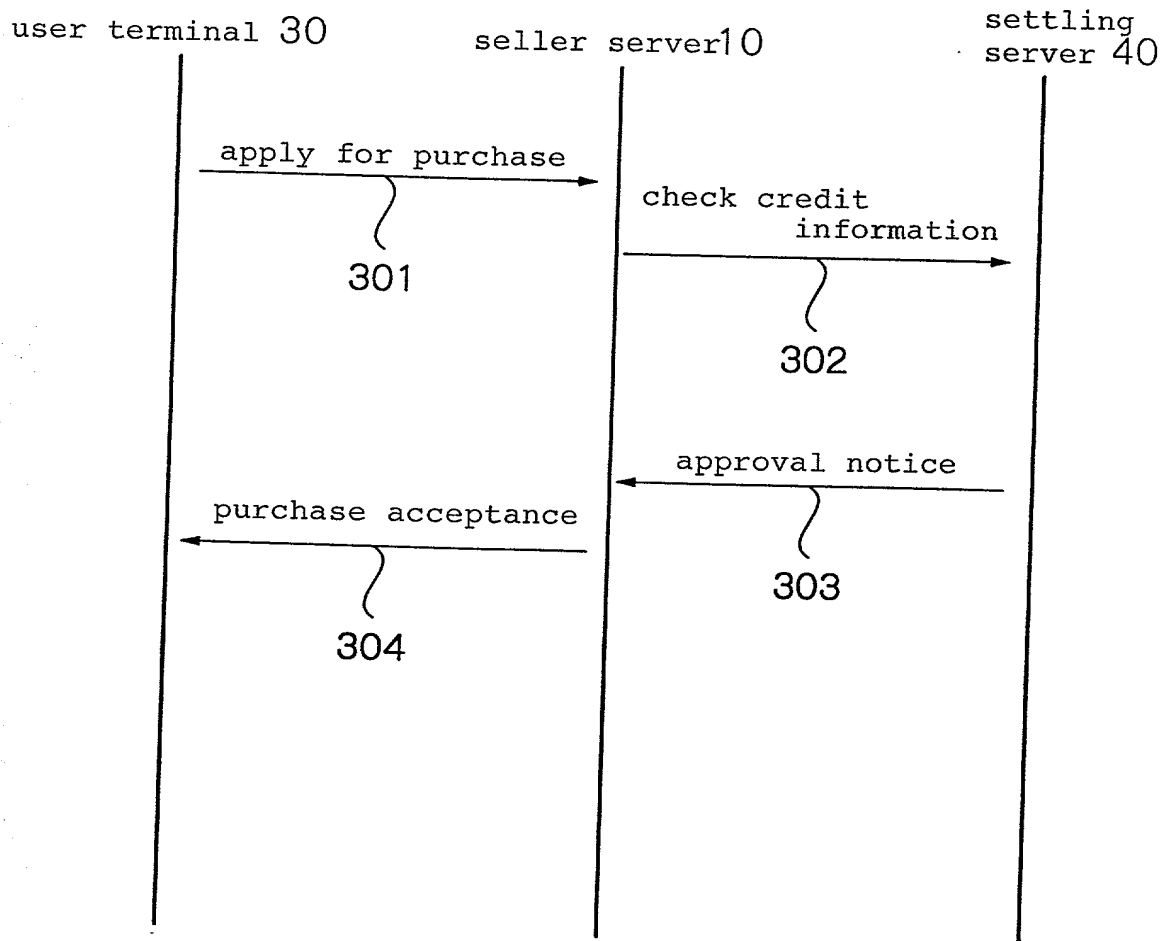 user terminal 30
seller server10
settling
server 40
apply for purchase
301
check credit
information
302
approval notice
303
purchase acceptance
304